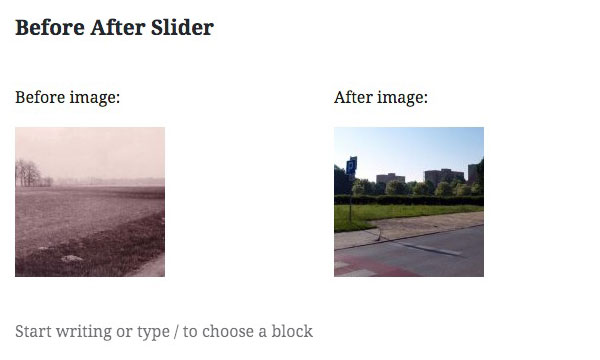 Before After Slider
Before image:
After image:
Start writing or type / to choose a block